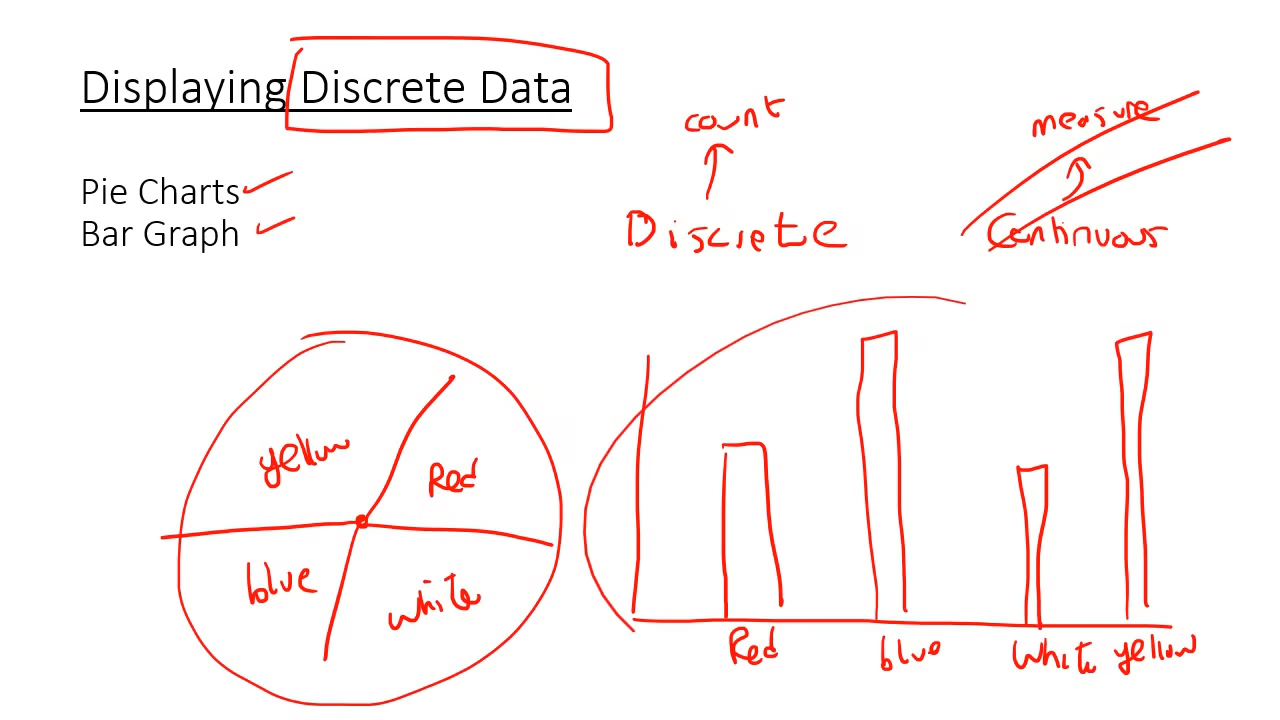 Displaying Discrete Data
Pie Charts
Bar Graph
count
measure
Discrete
Continuous
yellow
Red
blue
white
Red
blue
white
yellow